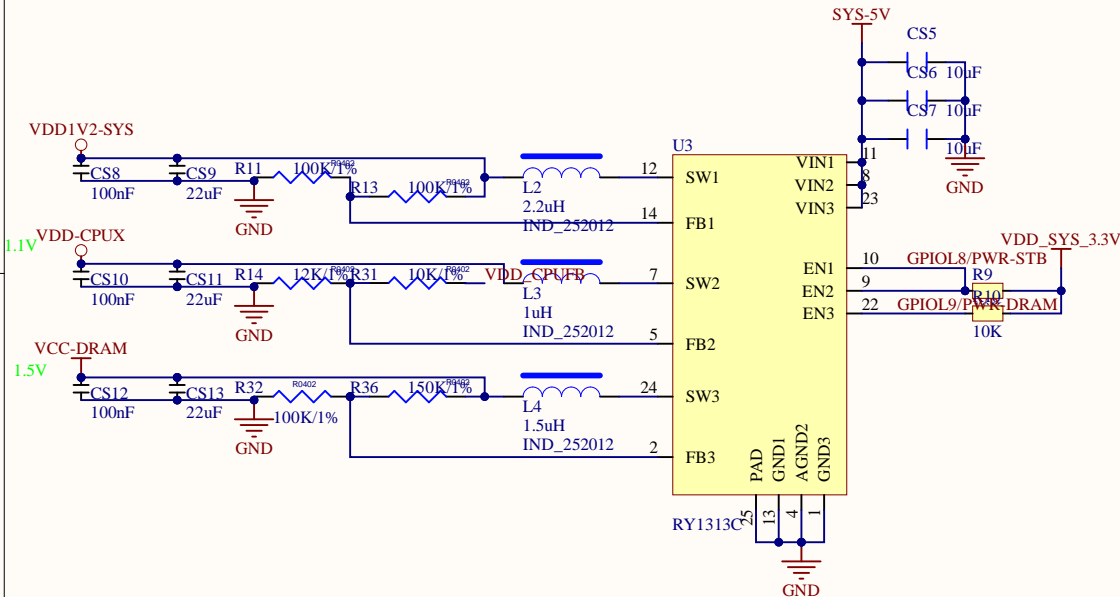 SYS-5V
CS5
CS6 10uF
CS7 10uF
10uF
GND
VDD1V2-SYS
CS8
100nF
CS9
22uF
R11
100K/1%
R0402
R13
100K/1%
R0402
GND
L2
2.2uH
IND_252012
1.1V
VDD-CPUX
CS10
100nF
CS11
22uF
R14
12K/1%
R0402
R31
10K/1%
R0402
VDD_CPUFB
GND
L3
1uH
IND_252012
VCC-DRAM
1.5V
CS12
100nF
CS13
22uF
R32
R0402
100K/1%
R36
150K/1%
R0402
GND
L4
1.5uH
IND_252012
U3
12 SW1
14 FB1
7 SW2
5 FB2
24 SW3
2 FB3
VIN1 11
VIN2 8
VIN3 23
EN1 10
EN2 9
EN3 22
GPIOL8/PWR-STB
VDD_SYS_3.3V
R9
R10
GPIOL9/PWR-DRAM
10K
PAD 25
GND1 13
AGND2 4
GND3 1
RY1313C
GND